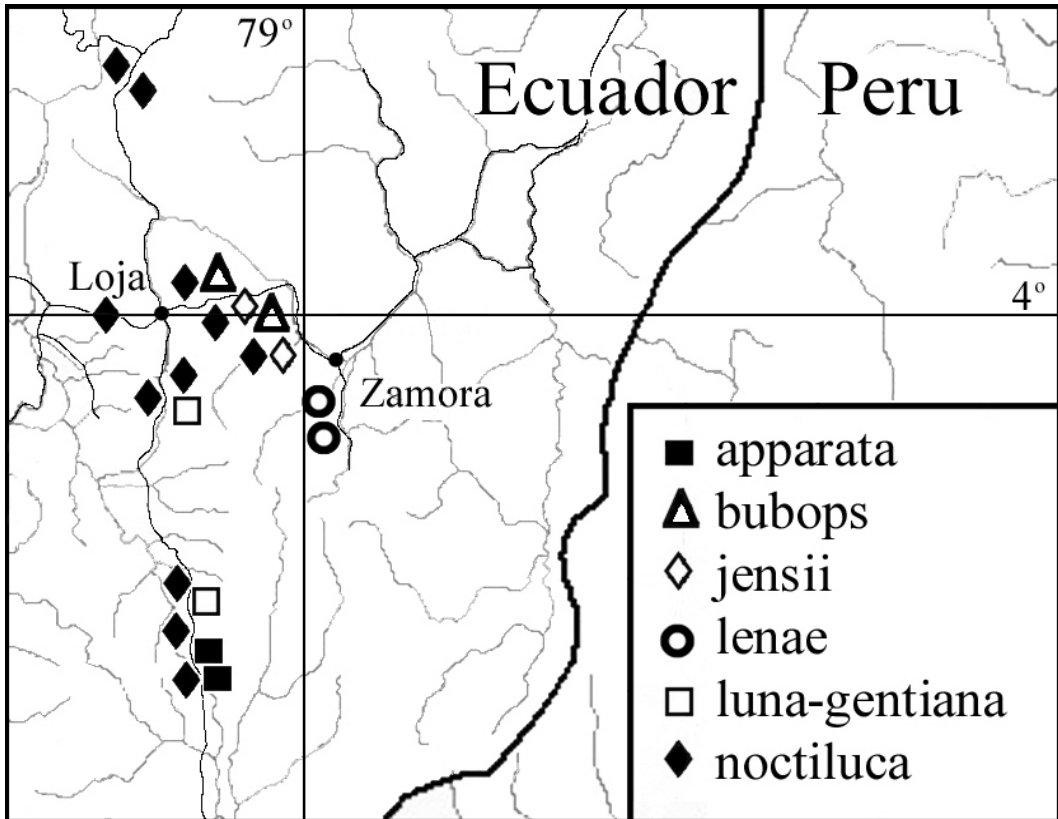 79°
Ecuador
Peru
Loja
4°
Zamora
apparata
bubops
jensii
lenae
luna-gentiana
noctiluca